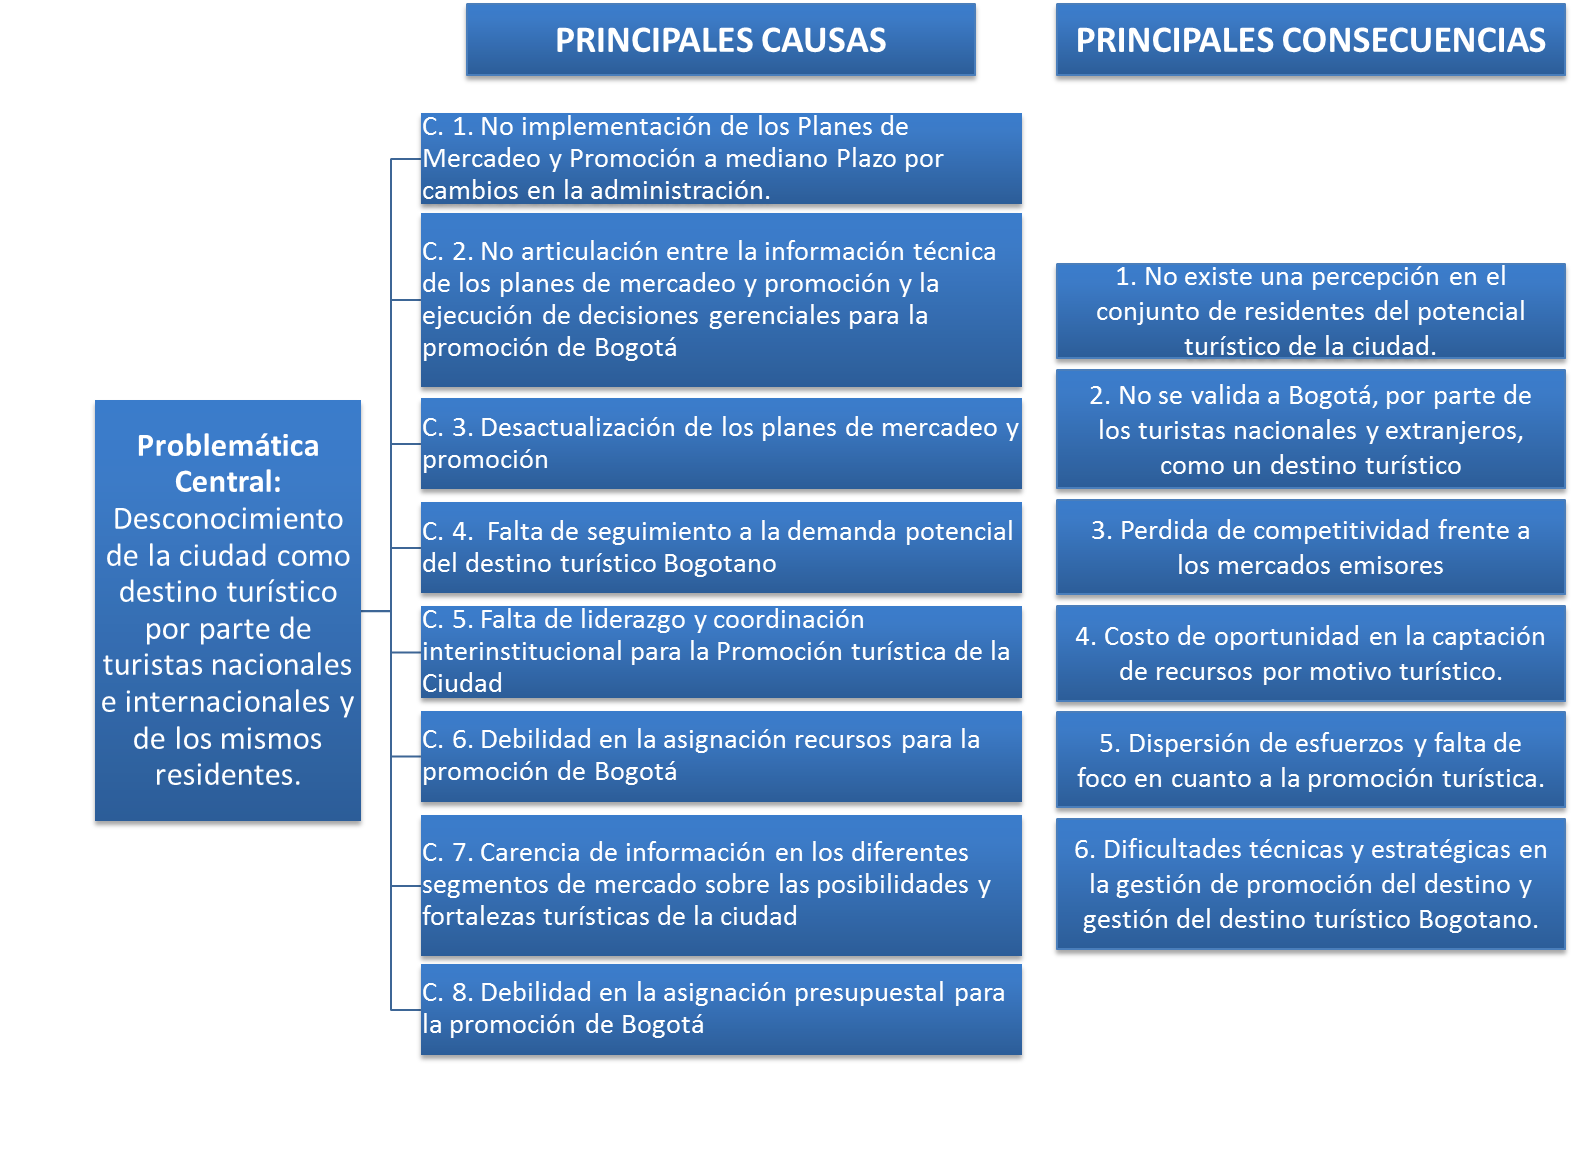 PRINCIPALES CAUSAS
PRINCIPALES CONSECUENCIAS
Problemática
Central:
Desconocimiento
de la ciudad como
destino turístico
por parte de
turistas nacionales
e internacionales y
de los mismos
residentes.
C. 1. No implementación de los Planes de
Mercadeo y Promoción a mediano Plazo por
cambios en la administración.
C. 2. No articulación entre la información técnica
de los planes de mercadeo y promoción y la
ejecución de decisiones gerenciales para la
promoción de Bogotá
C. 3. Desactualización de los planes de mercadeo y
promoción
C. 4. Falta de seguimiento a la demanda potencial
del destino turístico Bogotano
C. 5. Falta de liderazgo y coordinación
interinstitucional para la Promoción turística de la
Ciudad
C. 6. Debilidad en la asignación recursos para la
promoción de Bogotá
C. 7. Carencia de información en los diferentes
segmentos de mercado sobre las posibilidades y
fortalezas turísticas de la ciudad
C. 8. Debilidad en la asignación presupuestal para
la promoción de Bogotá
1. No existe una percepción en el
conjunto de residentes del potencial
turístico de la ciudad.
2. No se valida a Bogotá, por parte de
los turistas nacionales y extranjeros,
como un destino turístico
3. Perdida de competitividad frente a
los mercados emisores
4. Costo de oportunidad en la captación
de recursos por motivo turístico.
5. Dispersión de esfuerzos y falta de
foco en cuanto a la promoción turística.
6. Dificultades técnicas y estratégicas en
la gestión de promoción del destino y
gestión del destino turístico Bogotano.